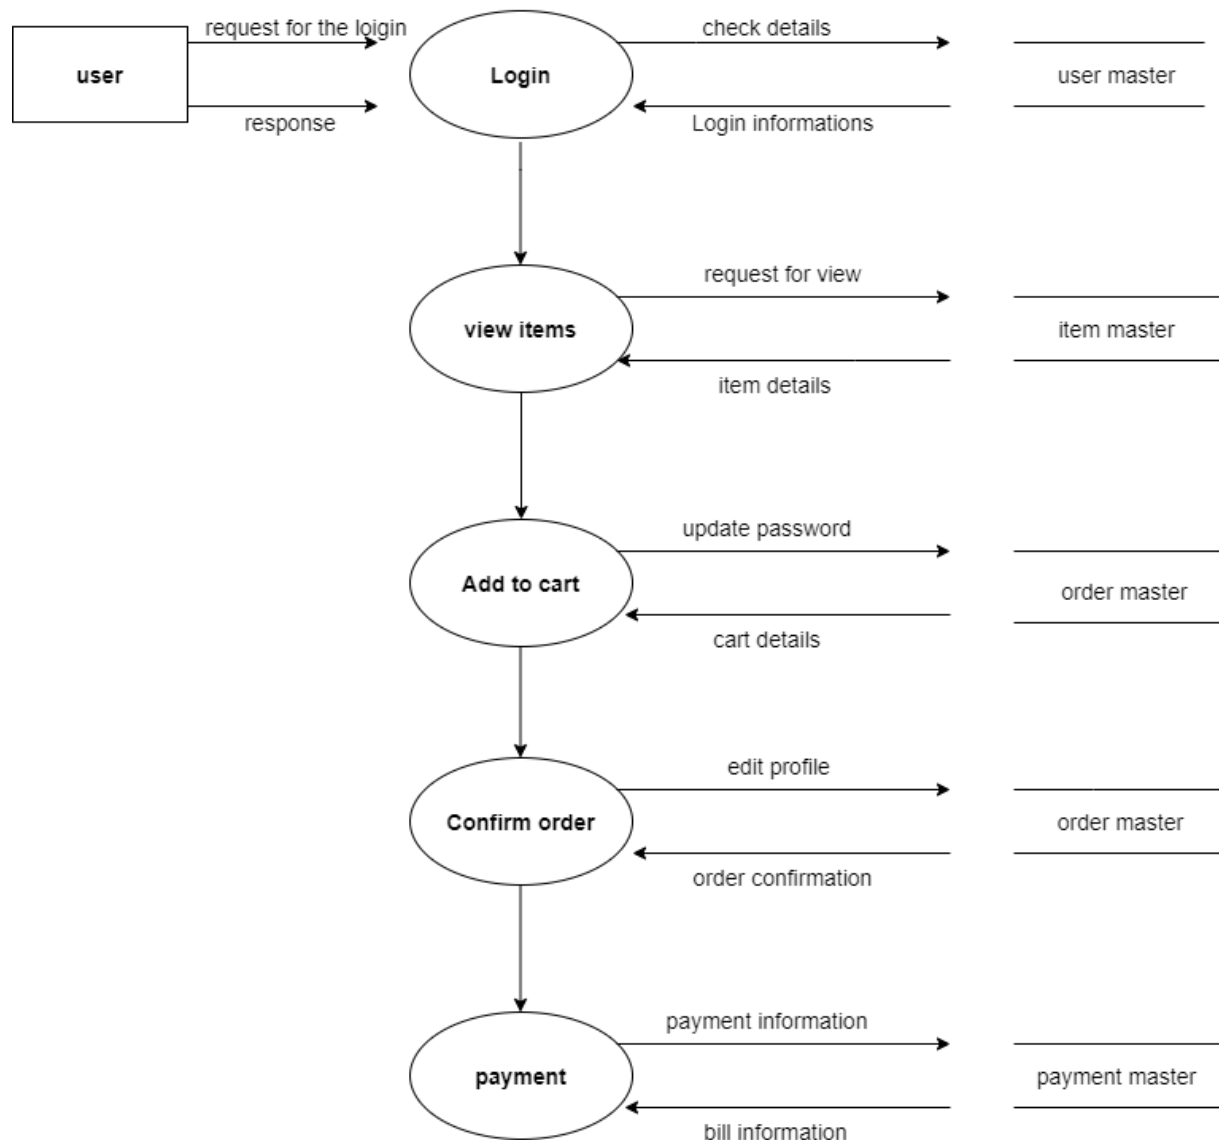 request for the loigin
check details
user
Login
user master
response
Login informations
request for view
view items
item master
item details
update password
Add to cart
order master
cart details
edit profile
Confirm order
order master
order confirmation
payment information
payment
payment master
bill information